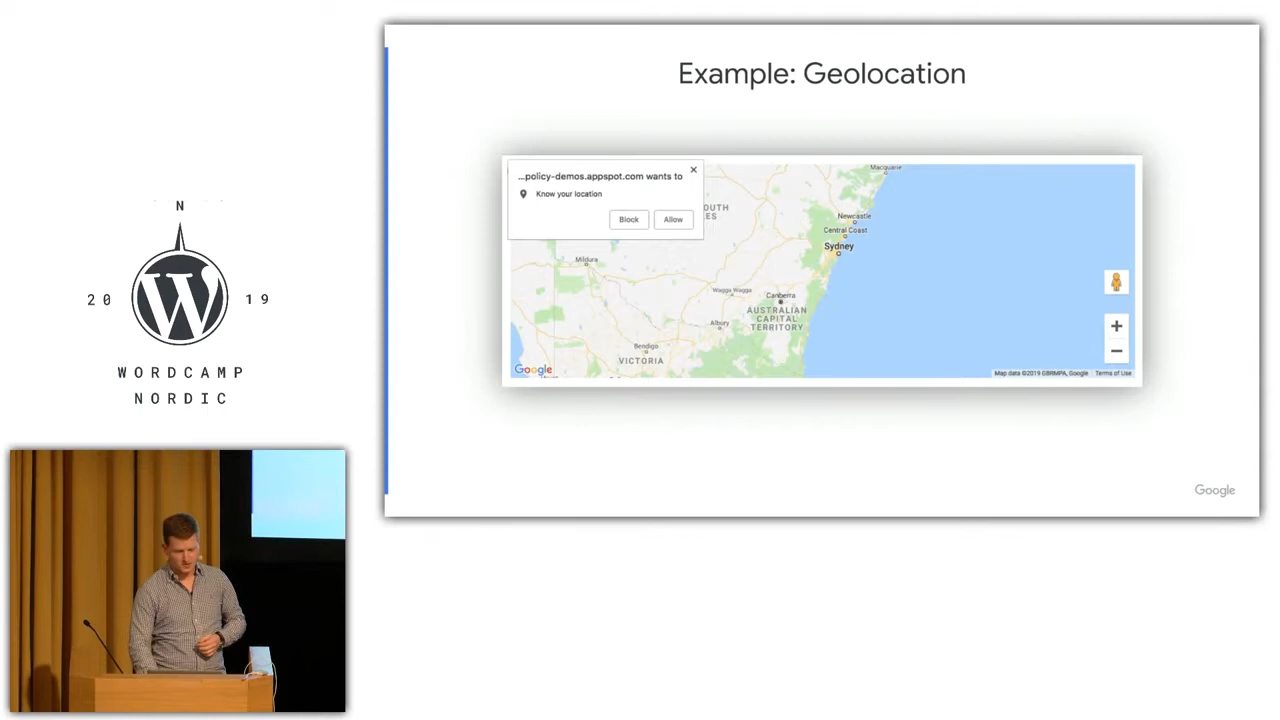 Example: Geolocation
...policy-demos.appspot.com wants to
Know your location
Block
Allow
OUTH
ES
Macquarie
Newcastle
Central Coast
Sydney
Mildura
Wagga Wagga
Canberra
AUSTRALIAN
CAPITAL
TERRITORY
Albury
Bendigo
VICTORIA
Google
Map data ©2019 GBRMPA, Google
Terms of Use
Google
N
20
W
19
WORDCAMP
NORDIC